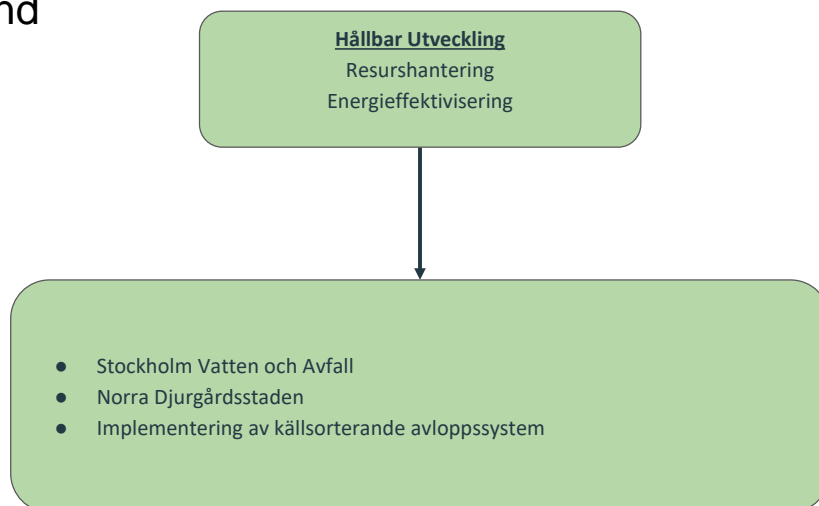 nd
Hållbar Utveckling
Resurshantering
Energieffektivisering
● Stockholm Vatten och Avfall
● Norra Djurgårdsstaden
● Implementering av källsorterande avloppssystem